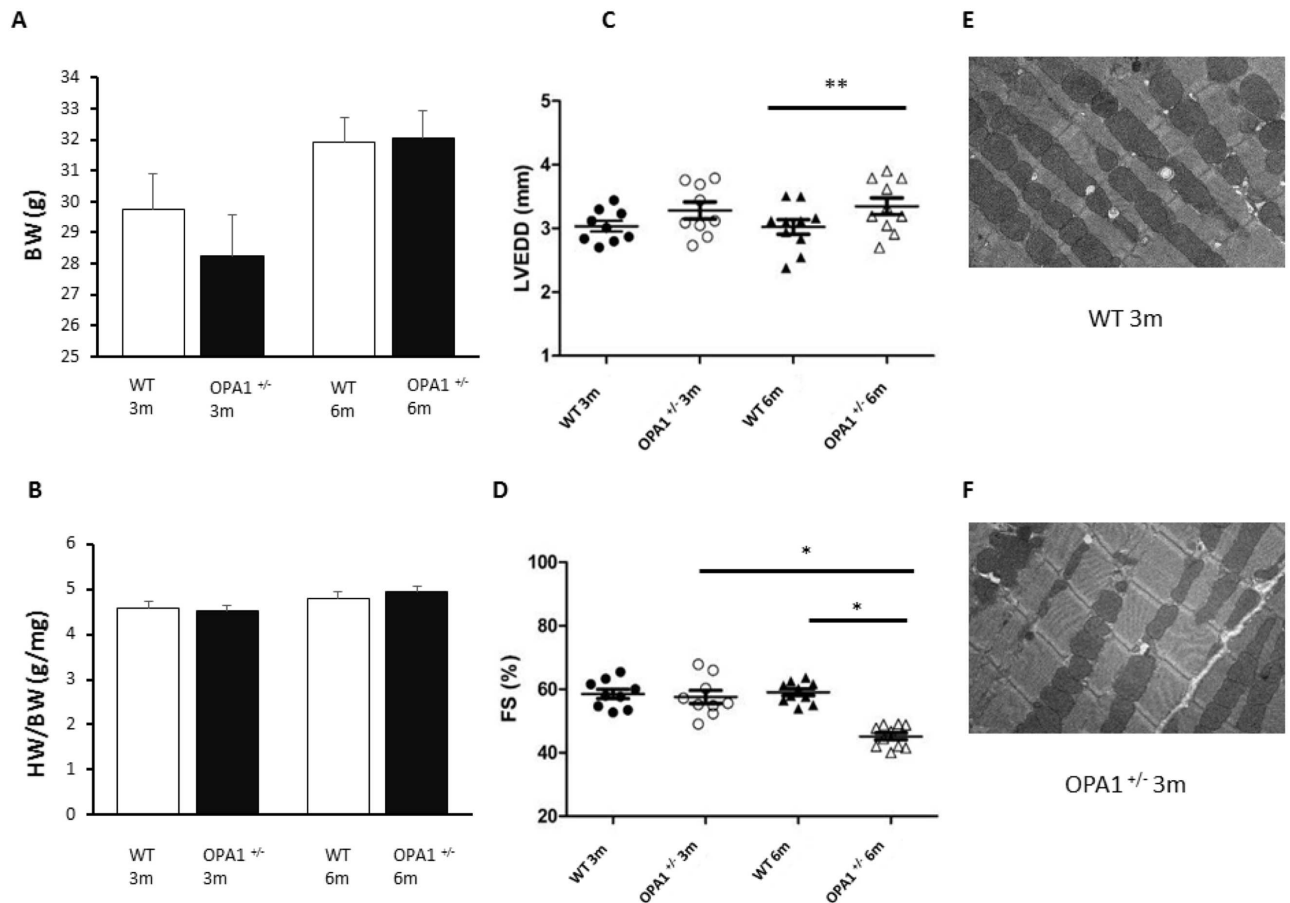 A
BW (g)
34
33
32
31
30
29
28
27
26
25
WT
3m
OPA1 +/-
3m
WT
6m
OPA1 +/-
6m
B
HW/BW (g/mg)
6
5
4
3
2
1
0
WT
3m
OPA1 +/-
3m
WT
6m
OPA1 +/-
6m
C
LVEDD (mm)
5
4
3
2
1
**
WT 3m
OPA1 +/- 3m
WT 6m
OPA1 +/- 6m
D
FS (%)
100
80
60
40
20
*
*
WT 3m
OPA1 +/- 3m
WT 6m
OPA1 +/- 6m
E
WT 3m
F
OPA1 +/- 3m